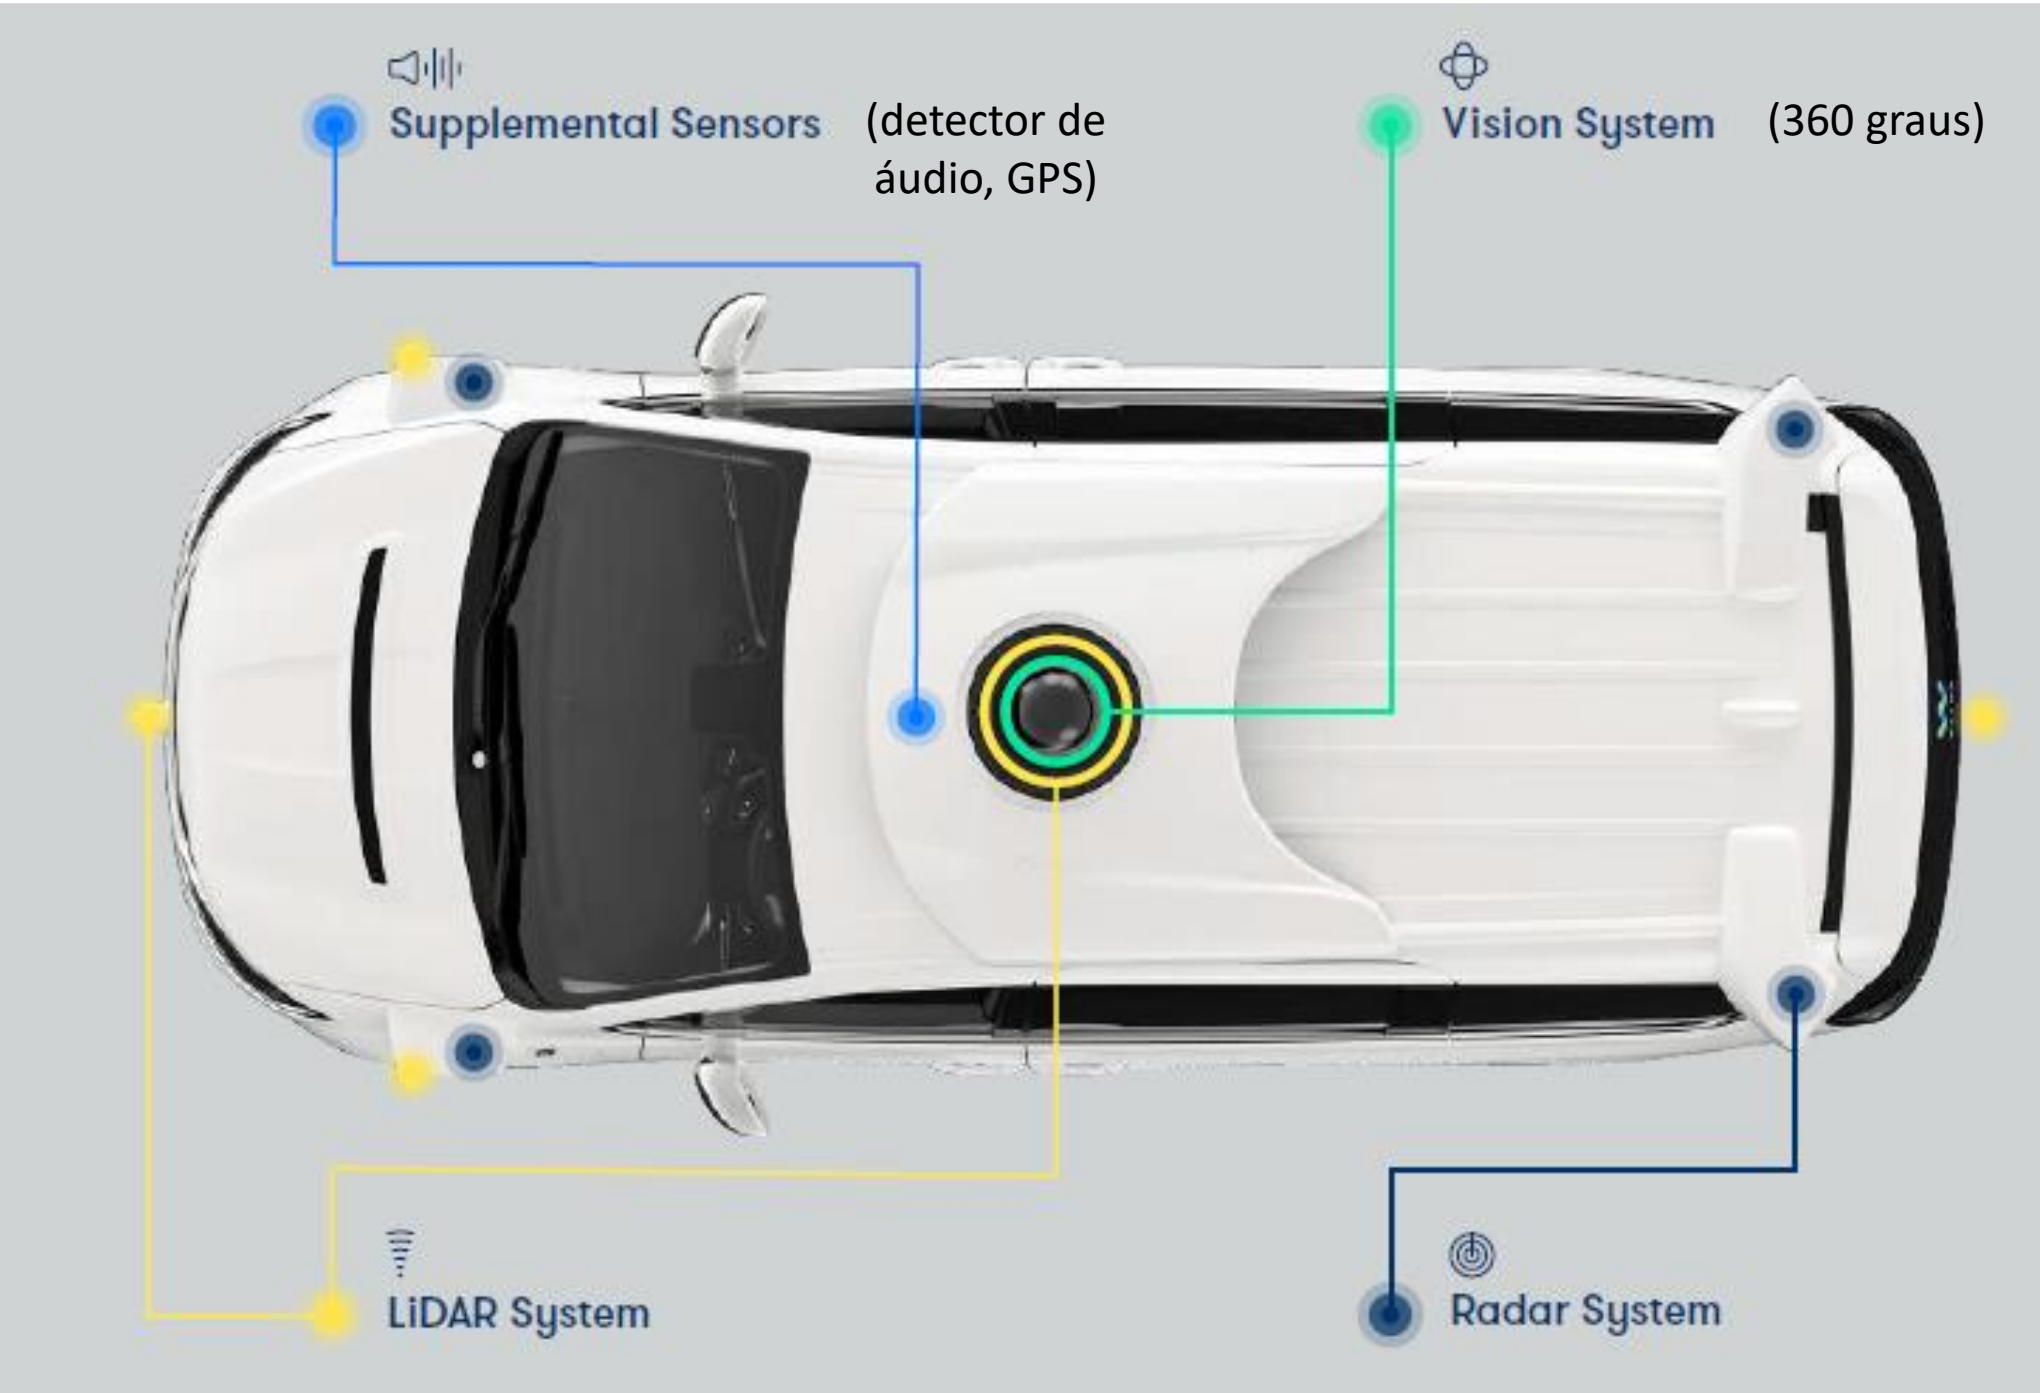 Supplemental Sensors (detector de
áudio, GPS)
Vision System (360 graus)
LiDAR System
Radar System